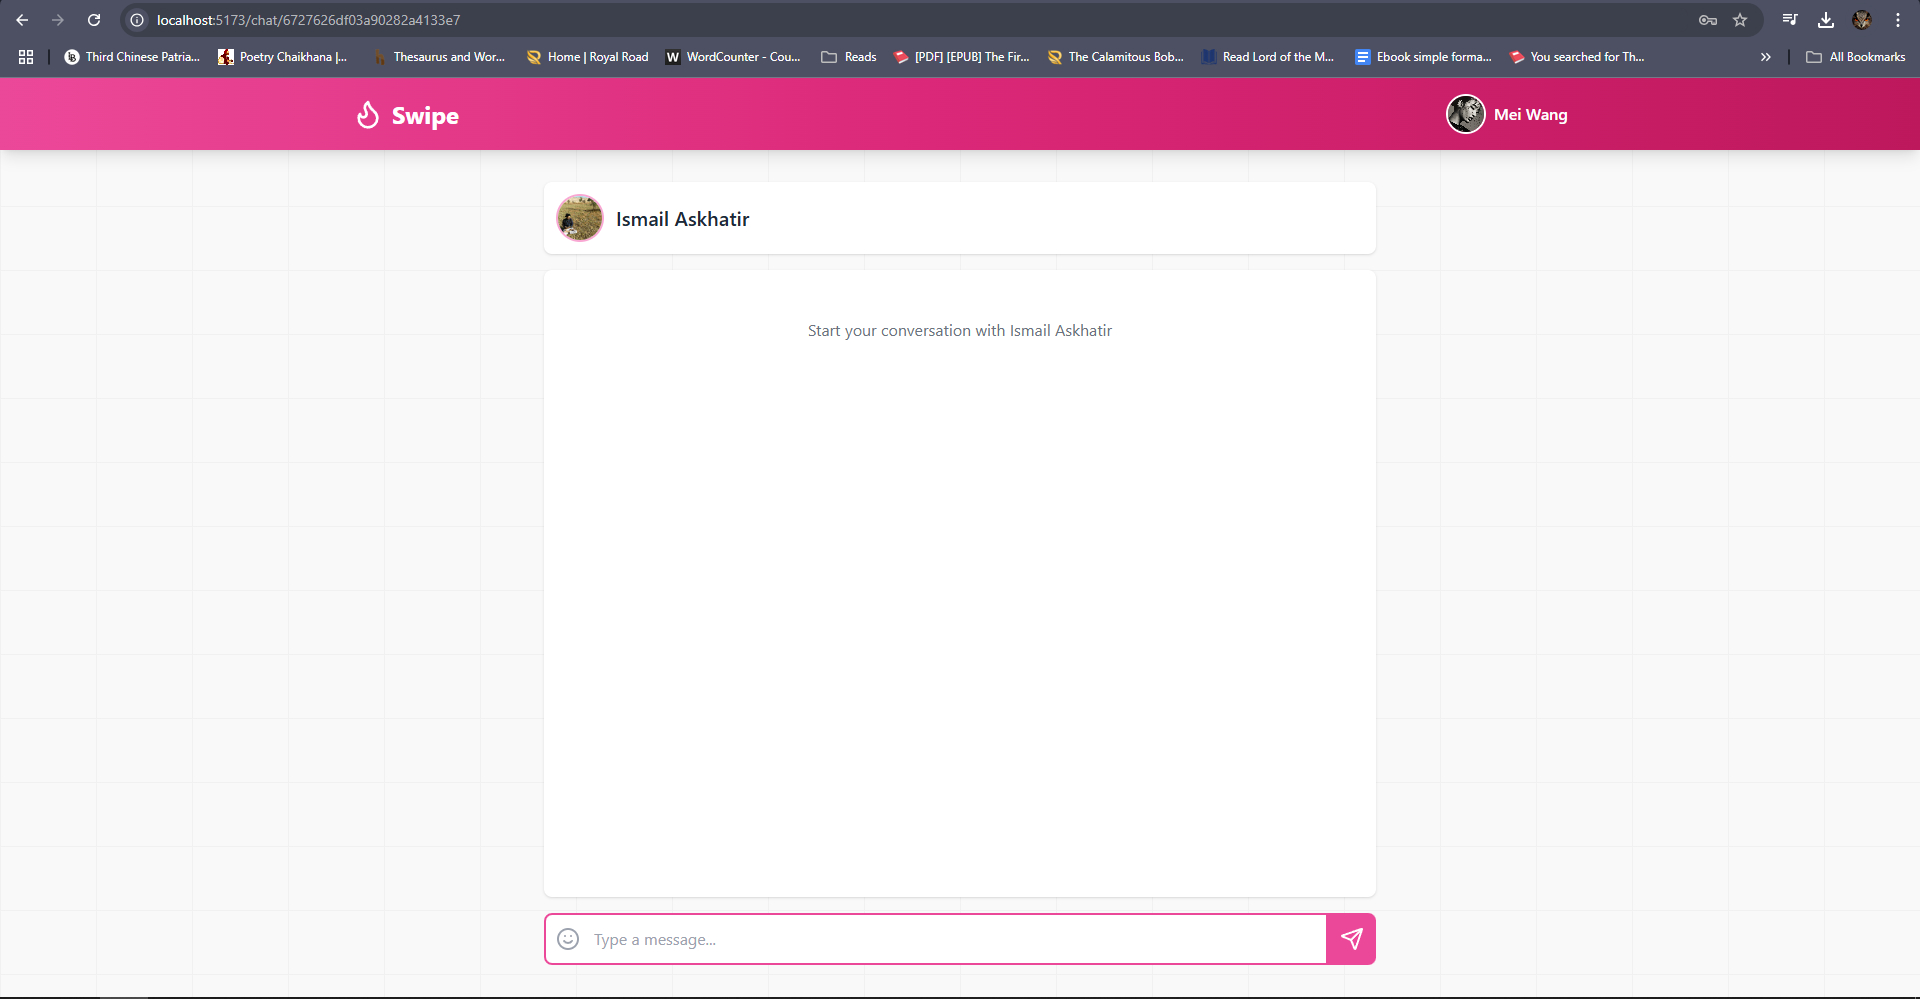 localhost:5173/chat/6727626df03a90282a4133e7
Third Chinese Patria... Poetry Chaikhana |... Thesaurus and Wor... Home | Royal Road W WordCounter - Cou... Reads [PDF] [EPUB] The Fir... The Calamitous Bob... Read Lord of the M... Ebook simple forma... You searched for Th... All Bookmarks
Swipe Mei Wang
Ismail Askhatir
Start your conversation with Ismail Askhatir
Type a message...